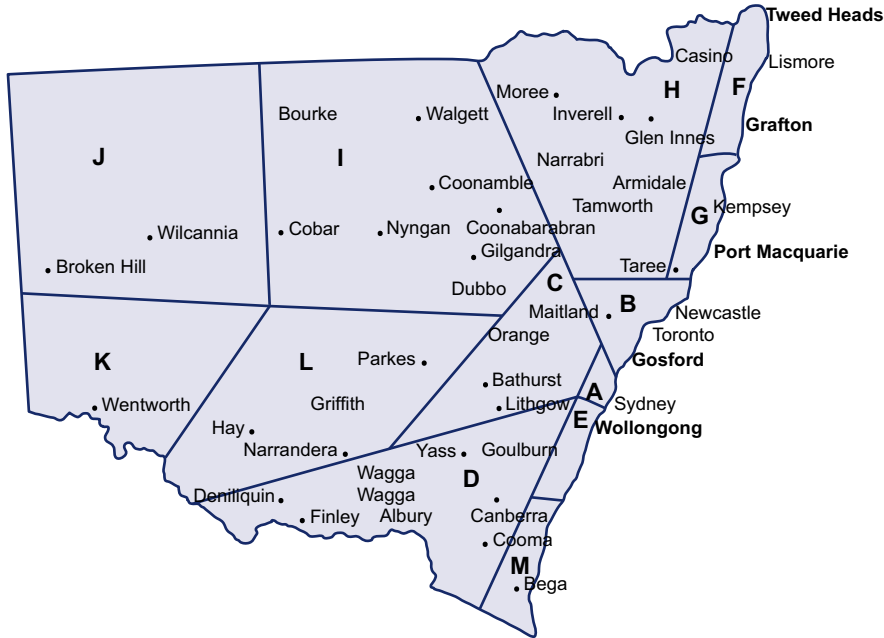 Tweed Heads
Casino
Lismore
H
F
Moree
Inverell
Bourke
Walgett
Grafton
Glen Innes
J
I
Narrabri
Coonamble
Armidale
Tamworth
G
Kempsey
Coonabarabran
Wilcannia
Cobar
Nyngan
Gilgandra
Port Macquarie
Broken Hill
Taree
C
Dubbo
B
Maitland
Newcastle
Orange
Toronto
K
L
Parkes
Gosford
Bathurst
A
Wentworth
Griffith
Lithgow
Sydney
E
Wollongong
Hay
Narrandera
Yass
Goulburn
Wagga
Wagga
D
Denillquin
Finley
Albury
Canberra
Cooma
M
Bega